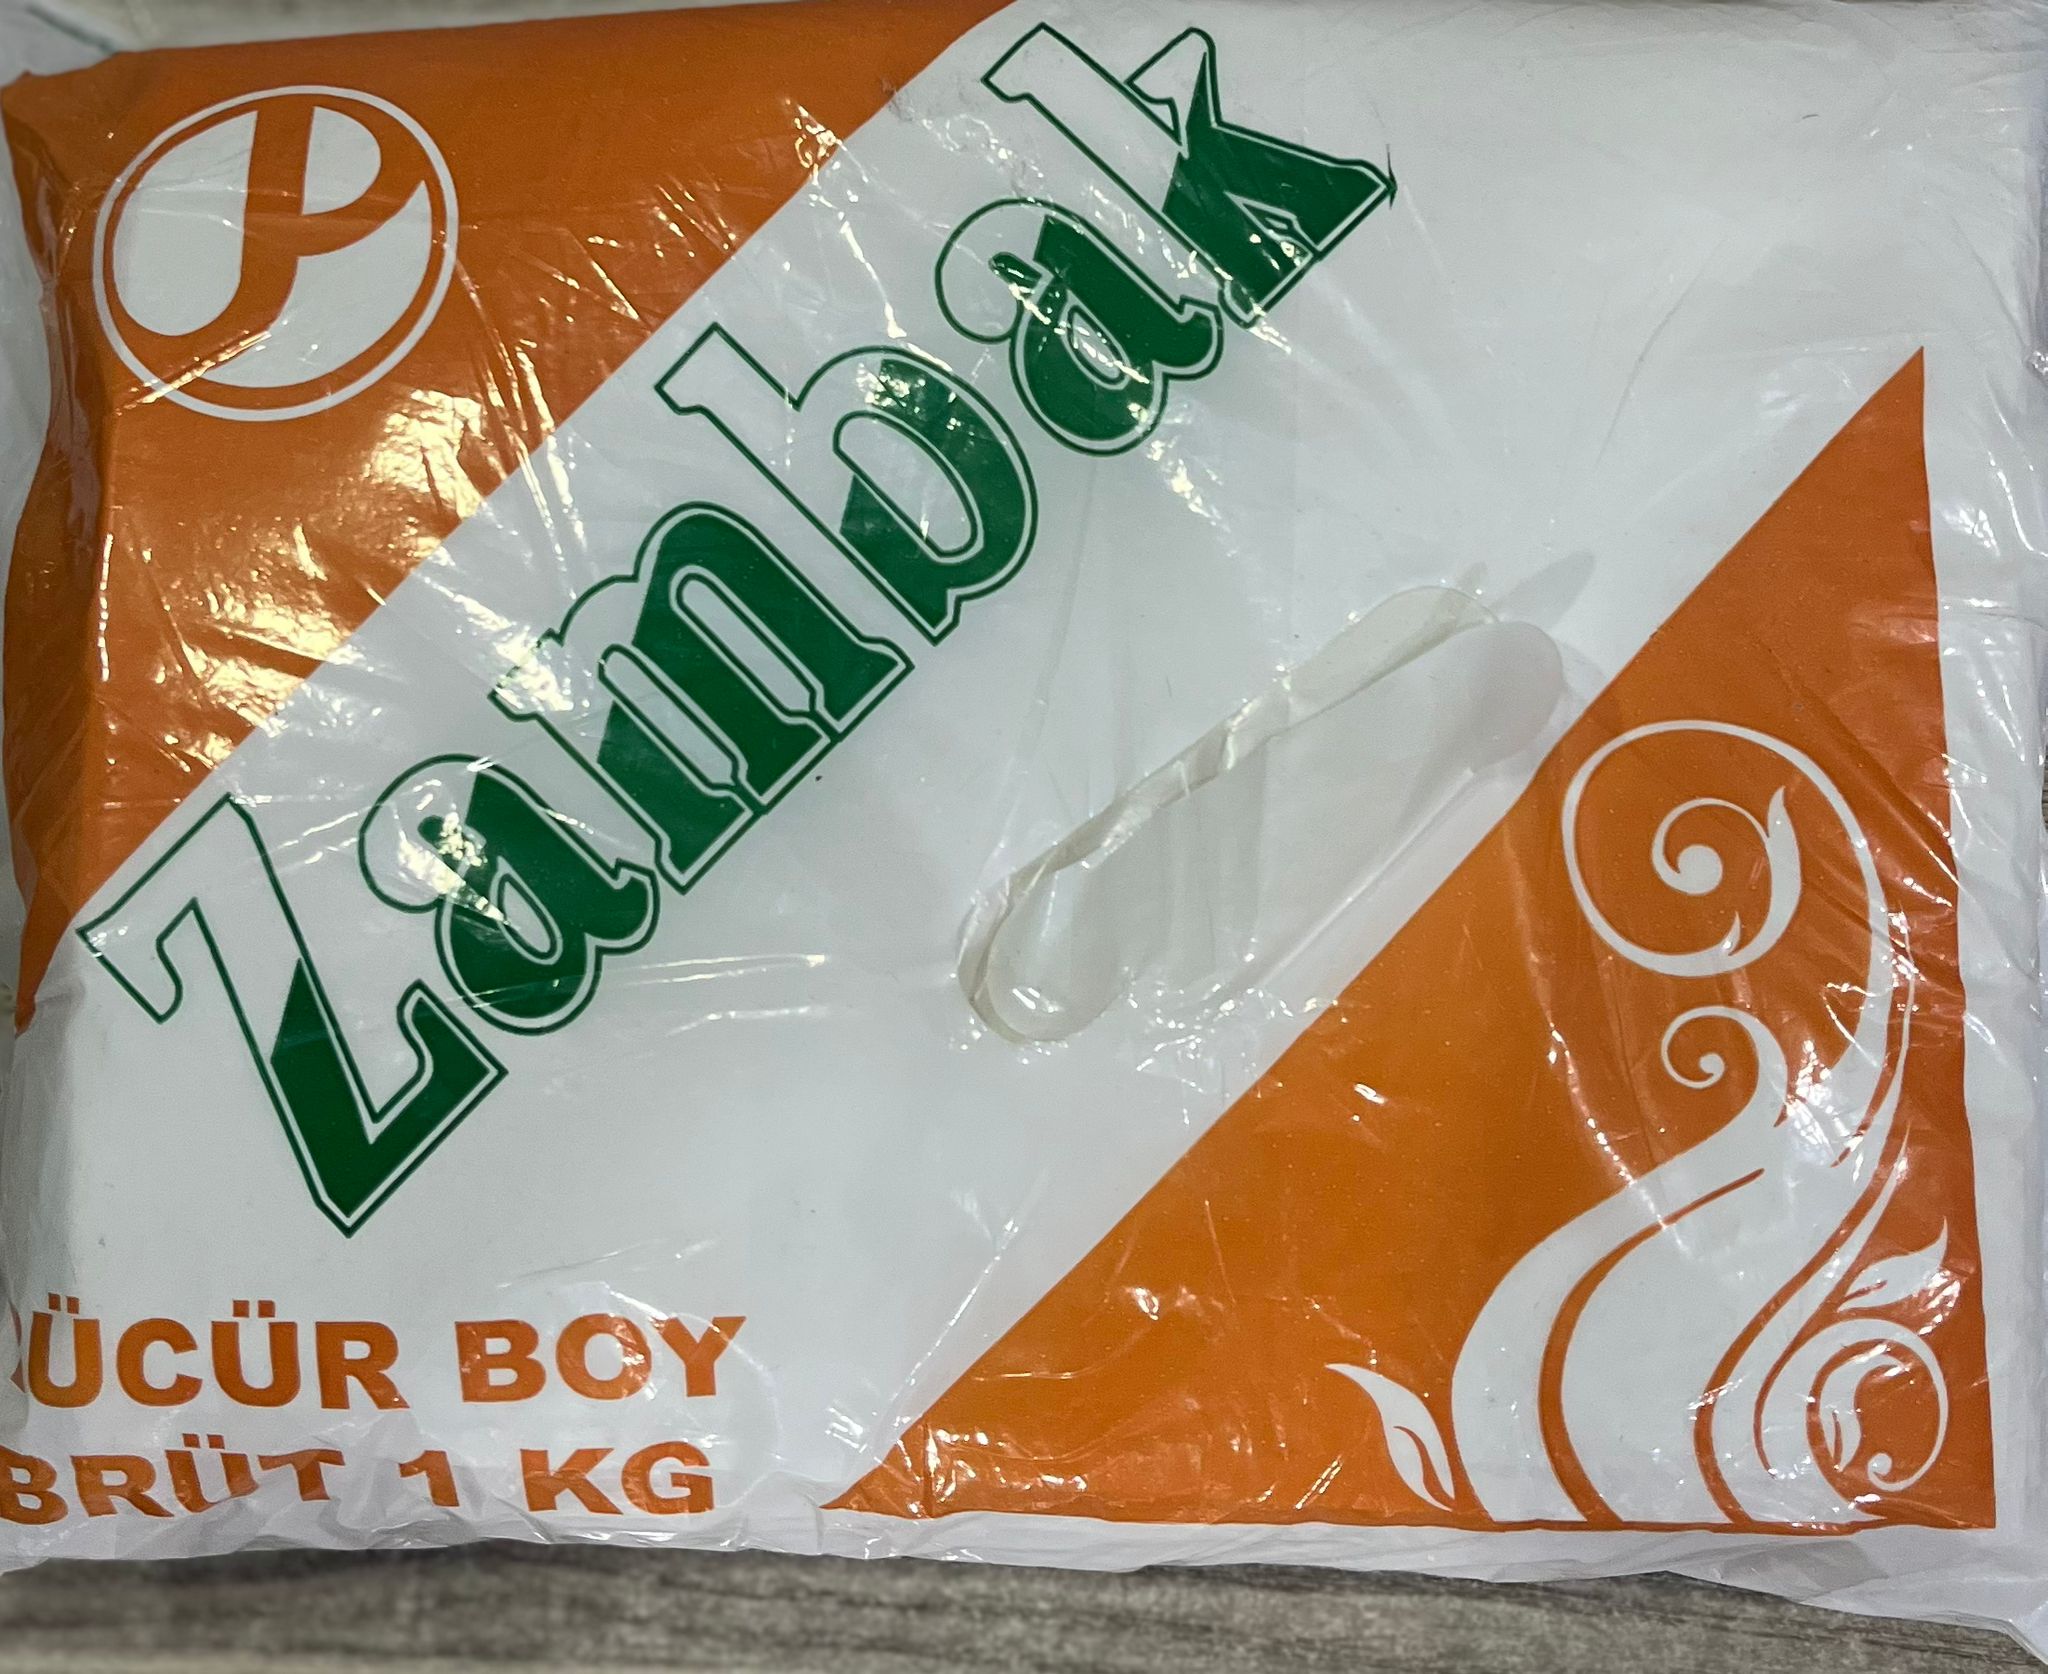 Zambak
ÜCÜR BOY
BRÜT 1 KG